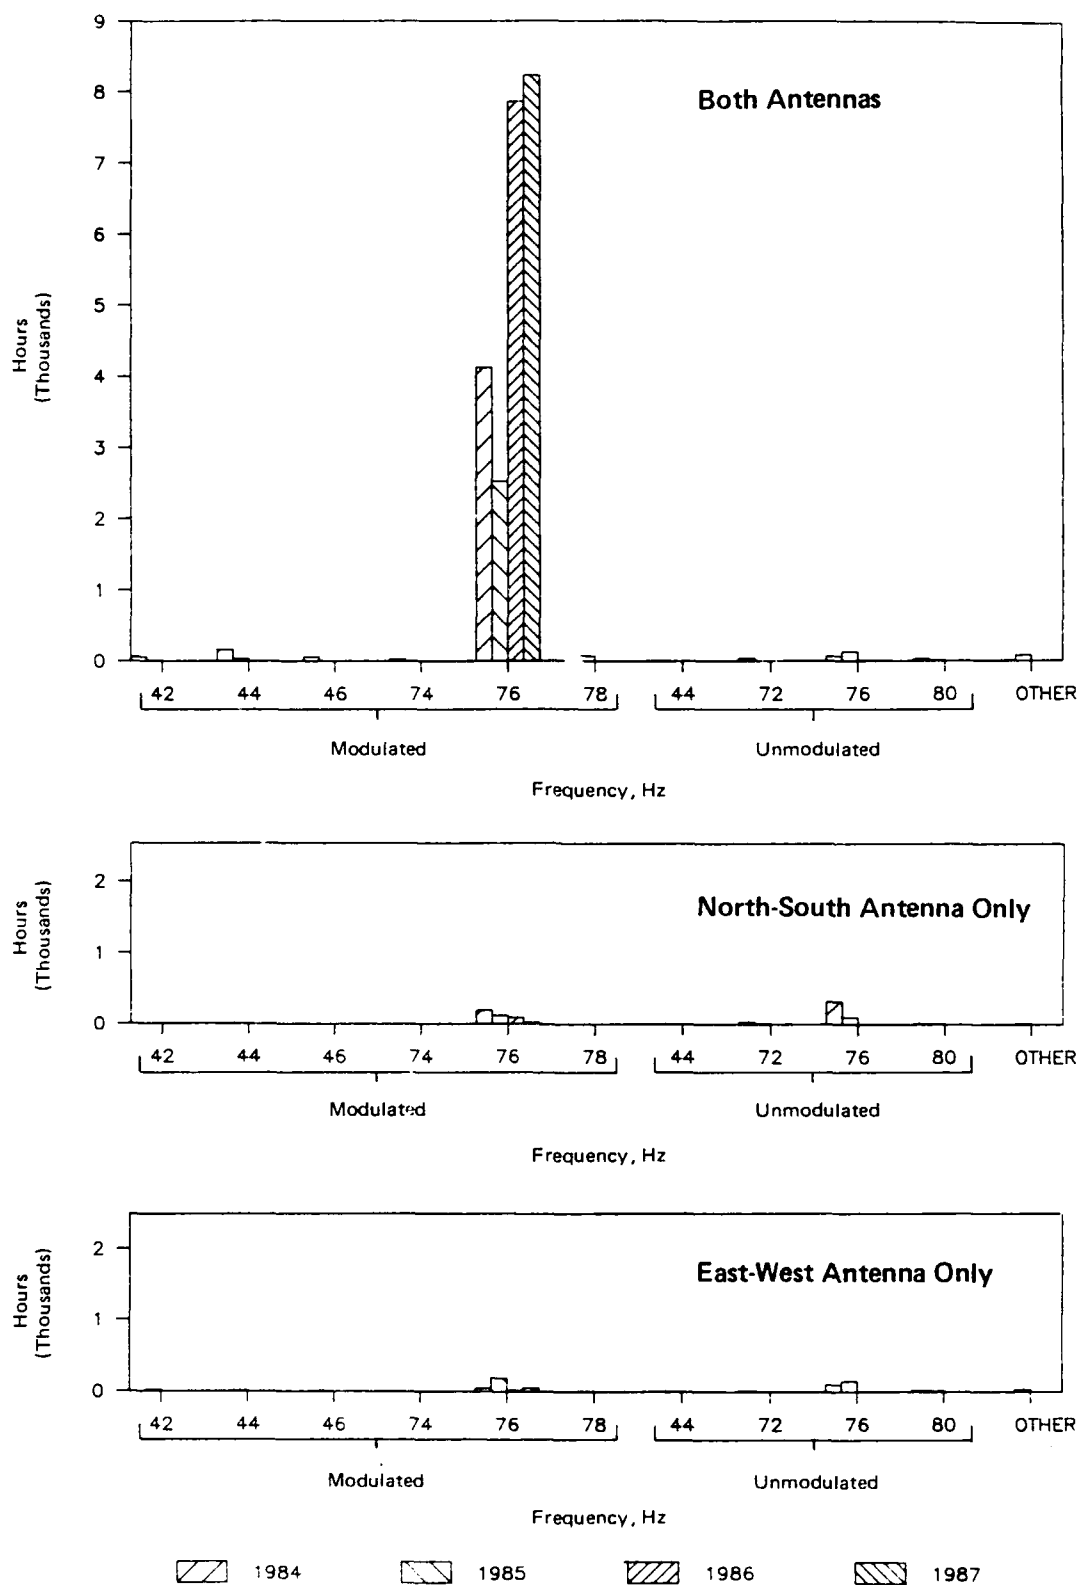 9
8
7
6
5
4
3
2
1
0
Hours
(Thousands)
Both Antennas
42 44 46 74 76 78 44 72 76 80 OTHER
Modulated Unmodulated
Frequency, Hz
2
1
0
Hours
(Thousands)
North-South Antenna Only
42 44 46 74 76 78 44 72 76 80 OTHER
Modulated Unmodulated
Frequency, Hz
2
1
0
Hours
(Thousands)
East-West Antenna Only
42 44 46 74 76 78 44 72 76 80 OTHER
Modulated Unmodulated
Frequency, Hz
1984 1985 1986 1987